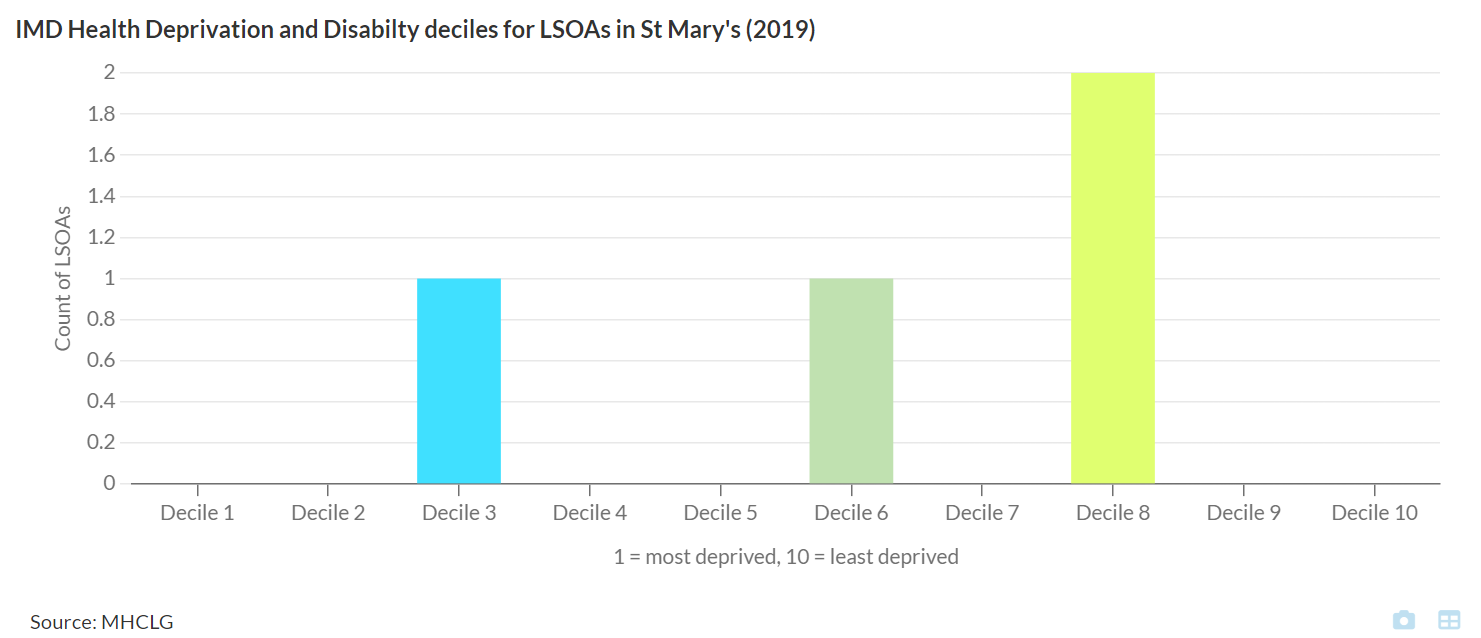 IMD Health Deprivation and Disabilty deciles for LSOAs in St Mary's (2019)
2
1.8
1.6
1.4
1.2
1
0.8
0.6
0.4
0.2
0
Count of LSOAs
Decile 1 Decile 2 Decile 3 Decile 4 Decile 5 Decile 6 Decile 7 Decile 8 Decile 9 Decile 10
1 = most deprived, 10 = least deprived
Source: MHCLG